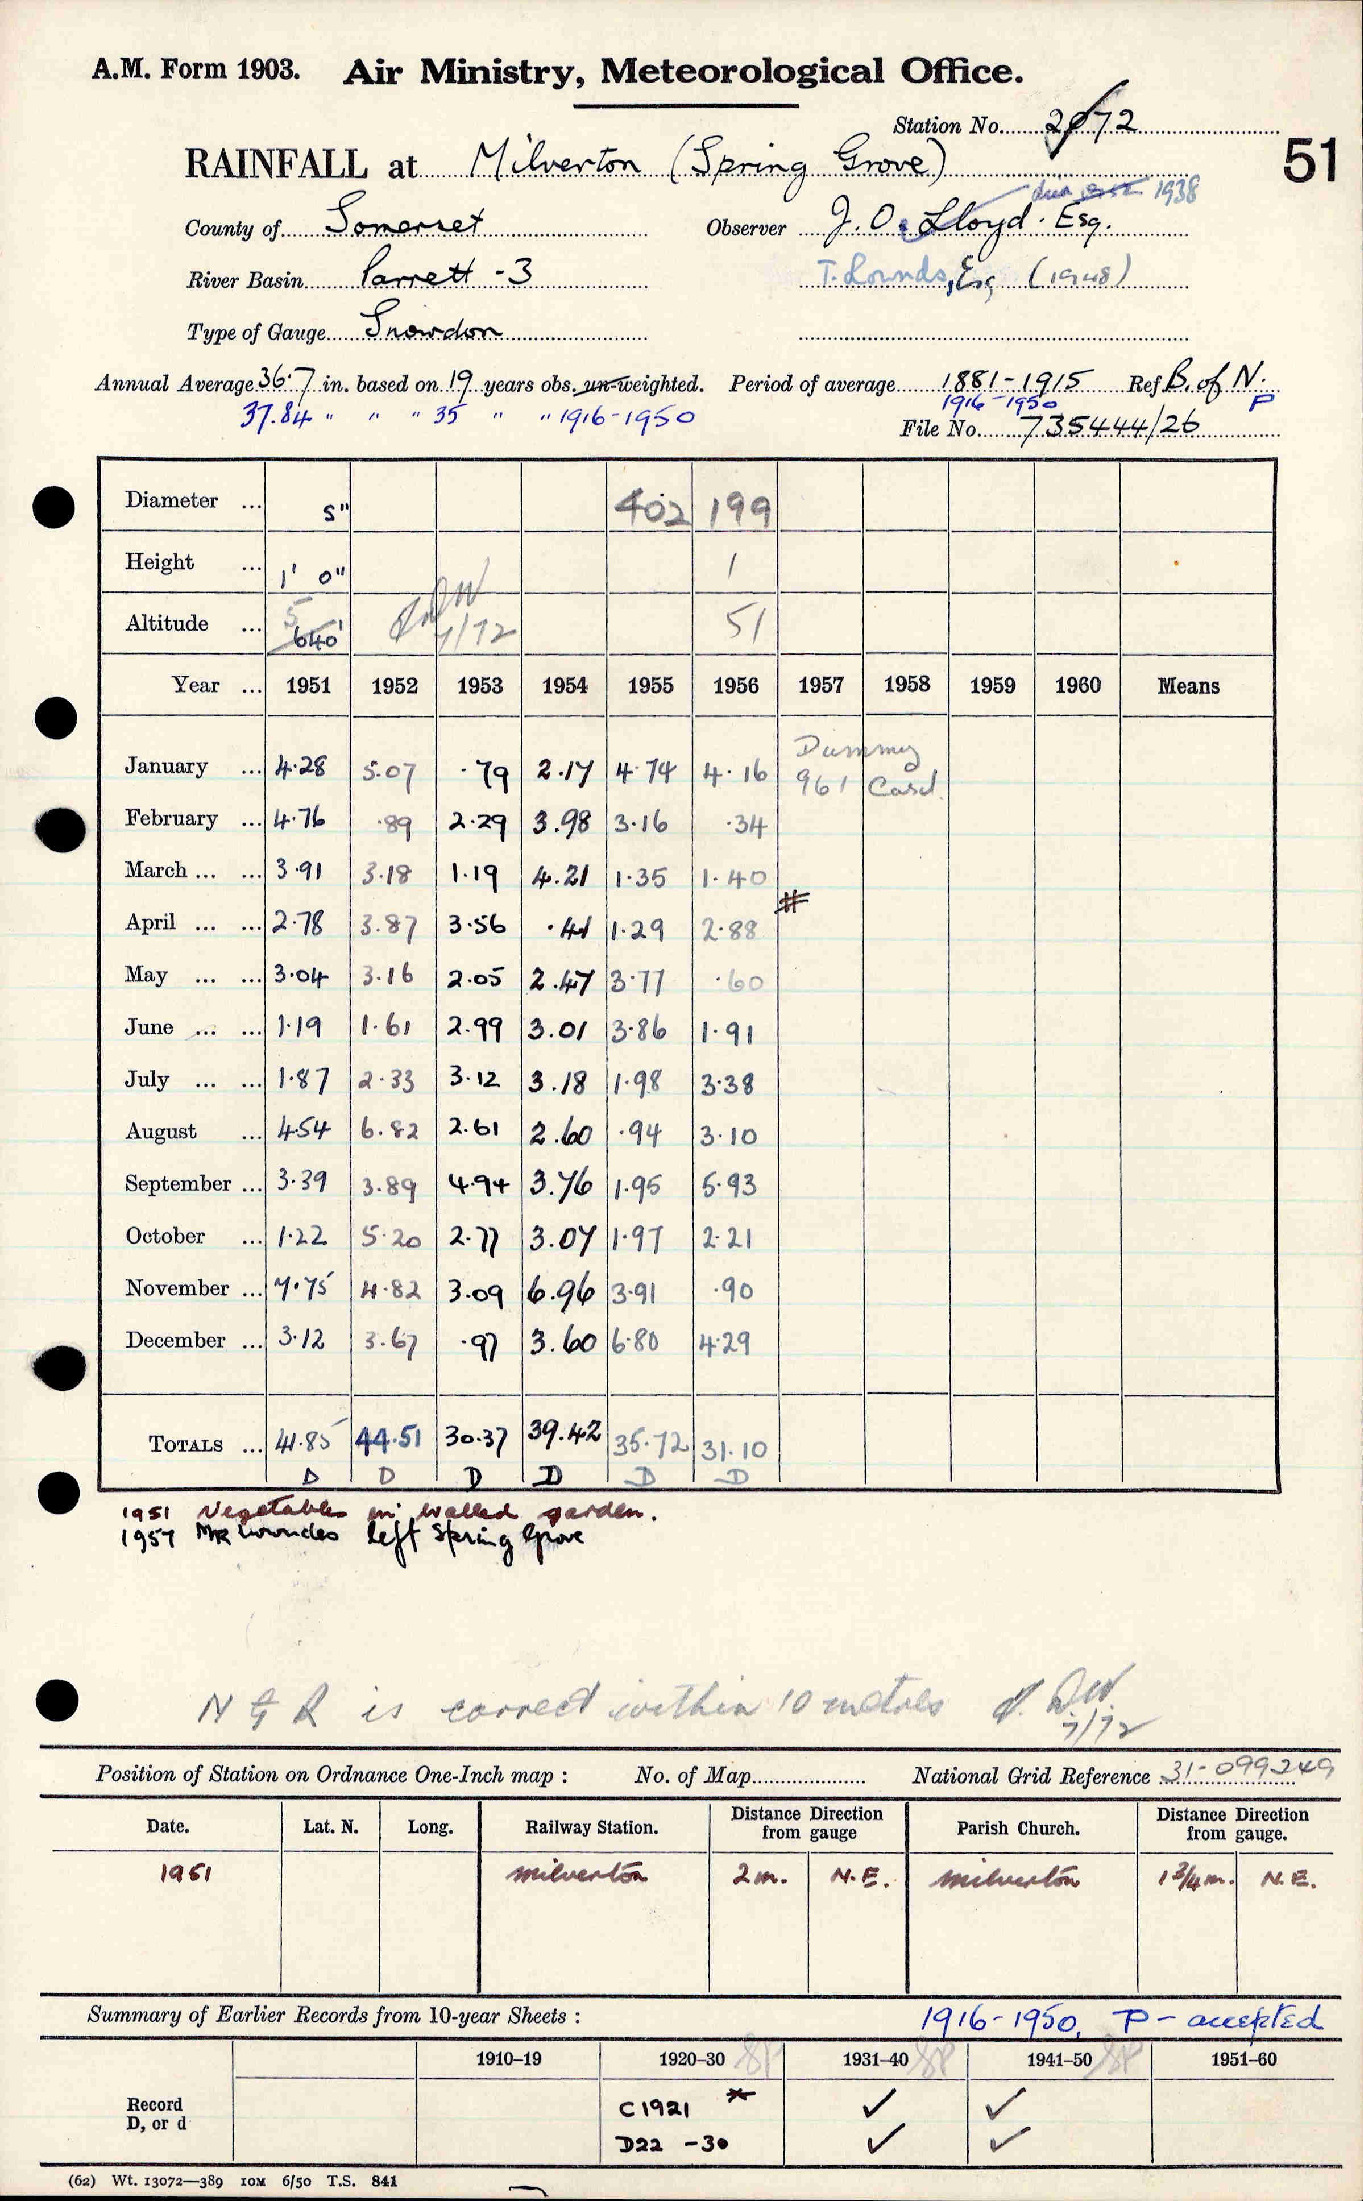 A.M. Form 1903. Air Ministry, Meteorological Office.
Station No. 2072
51
RAINFALL at Milverton (Spring Grove)
1938
County of Somerset Observer J. O. Lloyd. Esq.
River Basin Parrett -3 T. Lownds, Esq (1948)
Type of Gauge Snowdon
Annual Average 36.7 in. based on 19 years obs. un-weighted. Period of average 1881-1915 Ref B. of N.
37.84 " " " 35 " " 1916-1950 1916-1950 P
File No. 735444/26
Diameter ... 5" 402 199
Height ... 1' 0" 1
Altitude ... 5 640' 7/72 51
Year ... 1951 1952 1953 1954 1955 1956 1957 1958 1959 1960 Means
January ... 4.28 5.07 .79 2.17 4.74 4.16 Dummy 961 Card
February ... 4.76 .89 2.29 3.98 3.16 .34
March ... ... 3.91 3.18 1.19 4.21 1.35 1.40
April ... ... 2.78 3.87 3.56 .41 1.29 2.88 #
May ... ... 3.04 3.16 2.05 2.47 3.77 .60
June ... ... 1.19 1.61 2.99 3.01 3.86 1.91
July ... ... 1.87 2.33 3.12 3.18 1.98 3.38
August ... 4.54 6.82 2.61 2.60 .94 3.10
September ... 3.39 3.89 4.94 3.76 1.95 5.93
October ... 1.22 5.20 2.77 3.07 1.97 2.21
November ... 7.75 4.82 3.09 6.96 3.91 .90
December ... 3.12 3.67 .97 3.60 6.80 4.29
TOTALS ... 41.85 44.51 30.37 39.42 35.72 31.10
D D D D D D
1951 Vegetables in walled garden.
1957 Mr Lowndes left Spring Grove
N G R is correct within 10 metres
7/72
Position of Station on Ordnance One-Inch map : No. of Map National Grid Reference 31-099249
Date. Lat. N. Long. Railway Station. Distance Direction from gauge Parish Church. Distance Direction from gauge.
1951 Milverton 2m. N.E. Milverton 1 3/4 m. N.E.
Summary of Earlier Records from 10-year Sheets : 1916-1950, P - accepted
1910-19 1920-30 1931-40 1941-50 1951-60
Record C1921 * ✓ ✓
D, or d D22 -30 ✓ ✓
(62) Wt. 13072—389 10M 6/50 T.S. 841